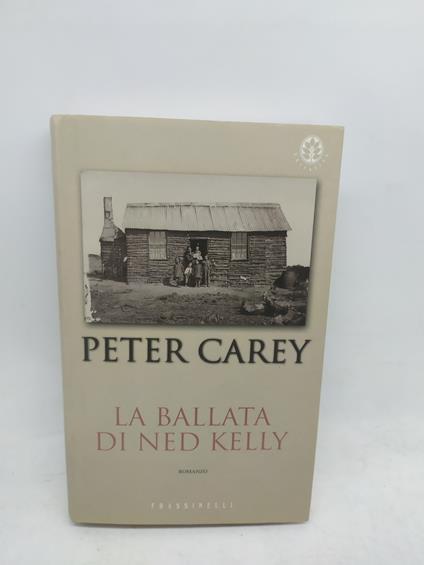 PETER CAREY
LA BALLATA
DI NED KELLY
ROMANZO
FRASSINELLI